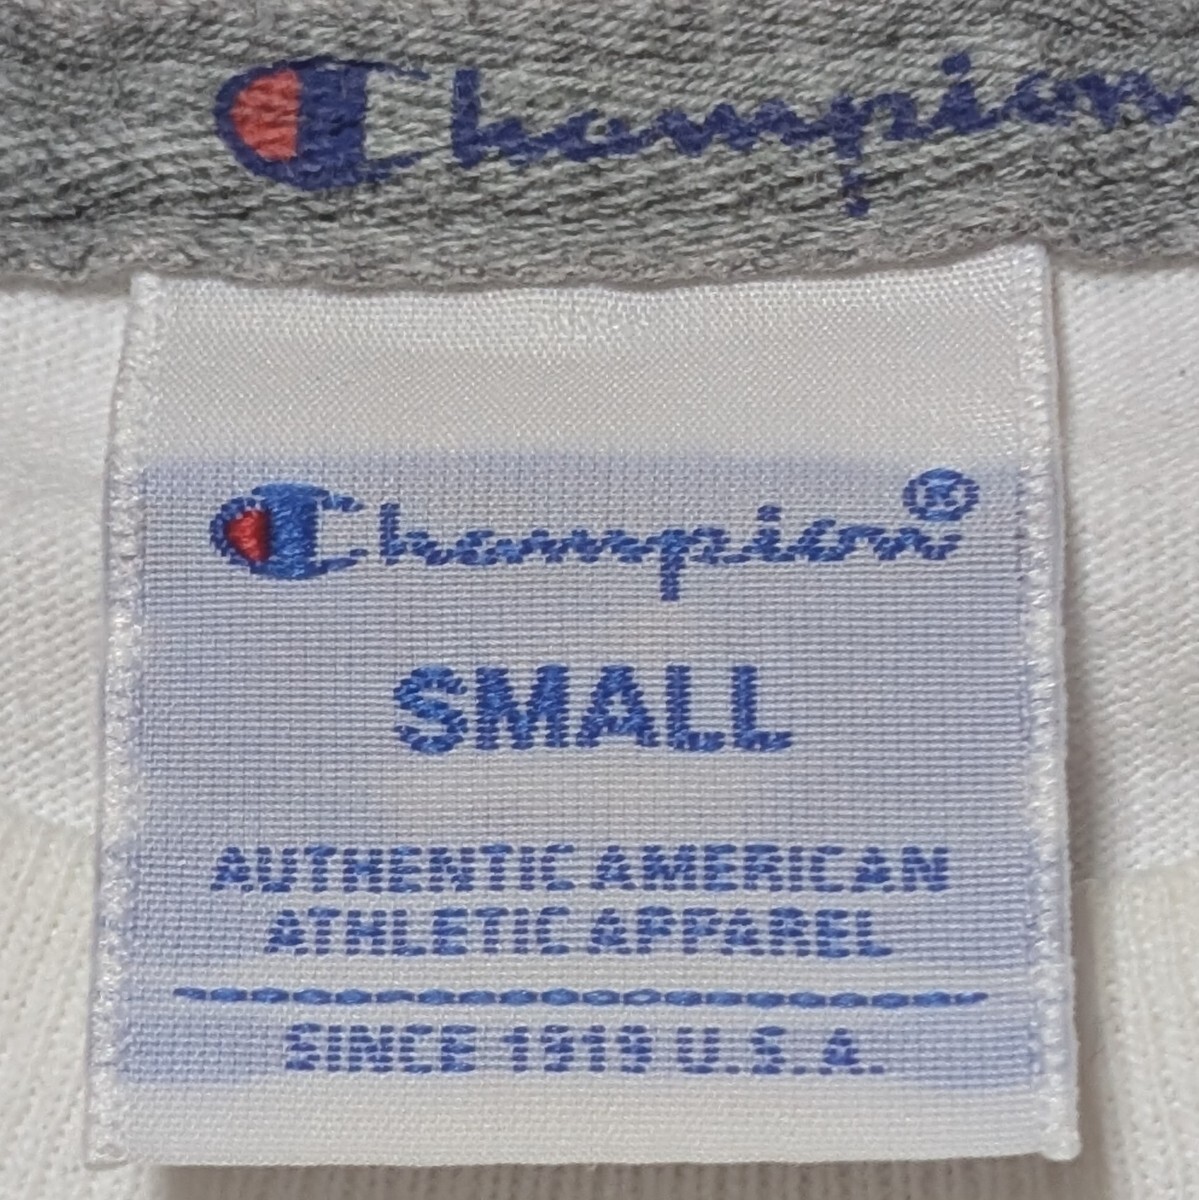 Champion
Champion®
SMALL
AUTHENTIC AMERICAN
ATHLETIC APPAREL
SINCE 1919 U.S.A.